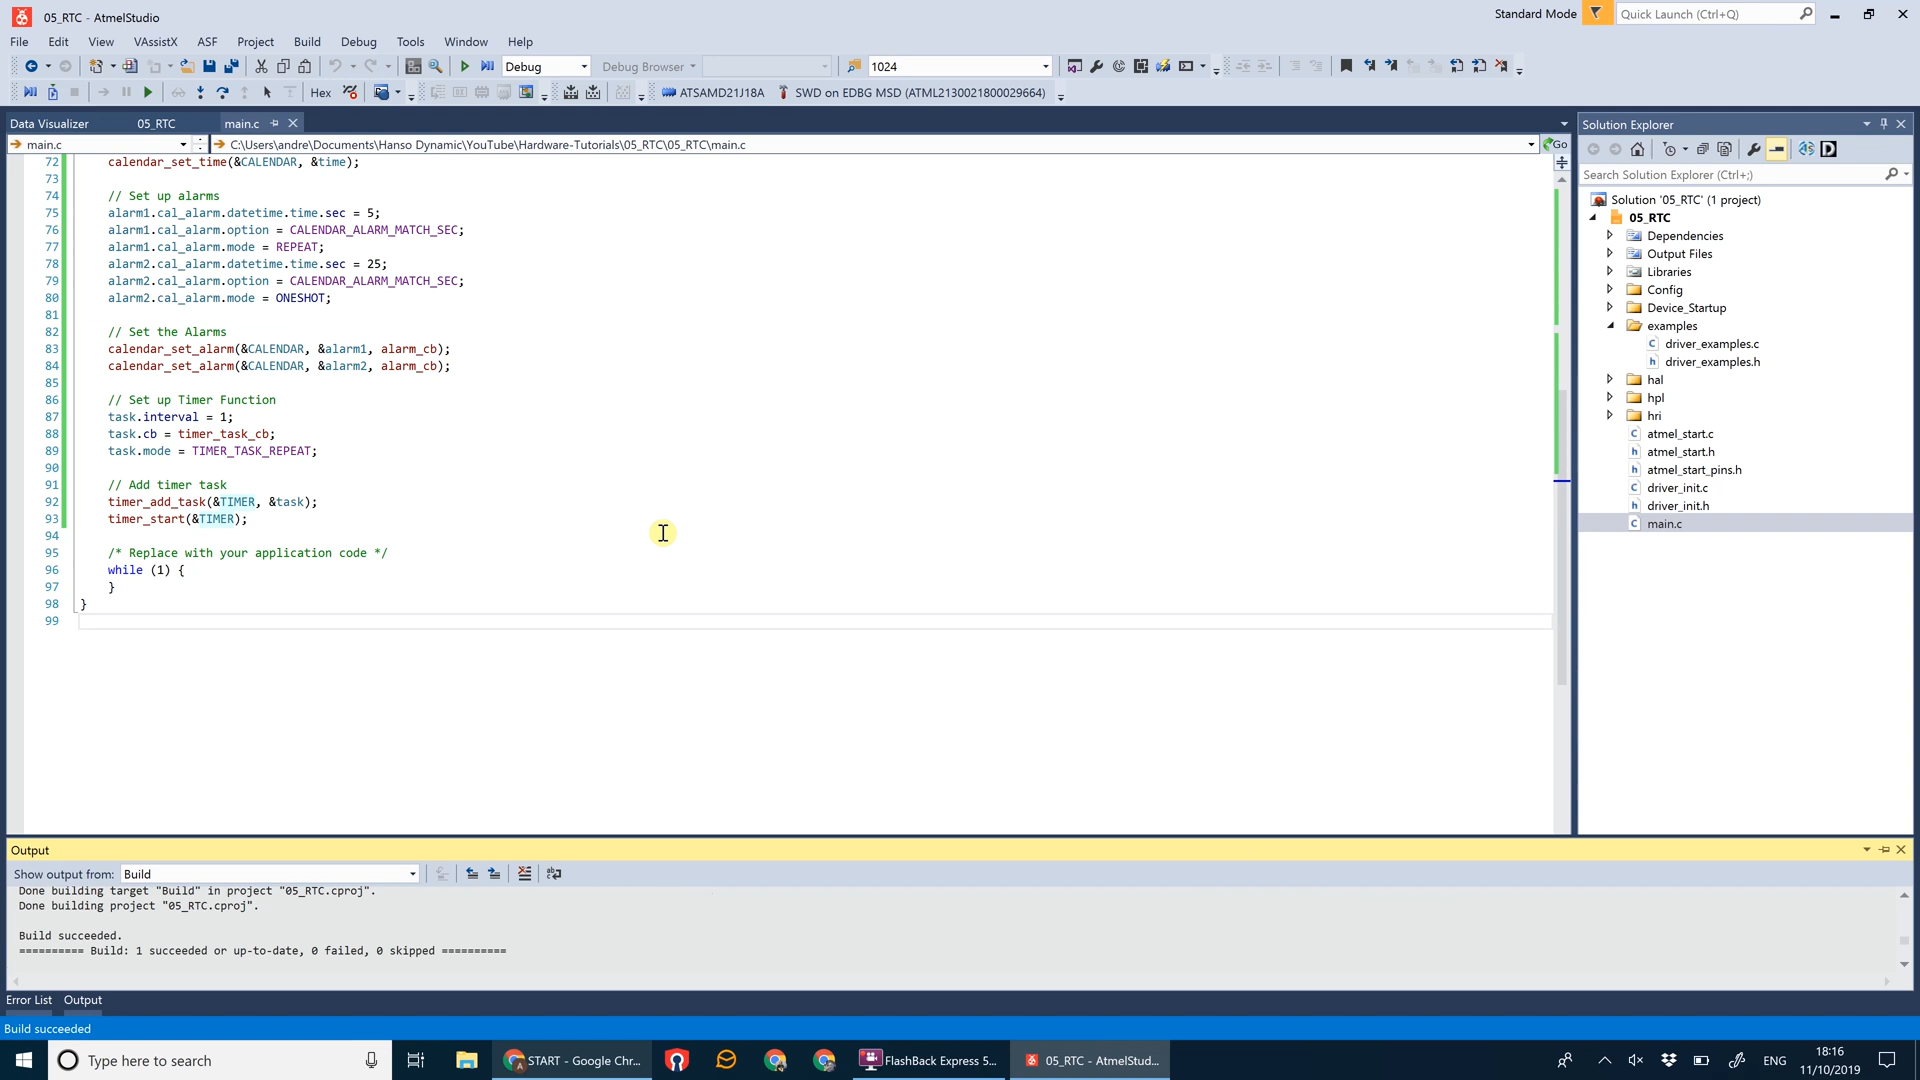 05_RTC - AtmelStudio
Standard Mode
Quick Launch (Ctrl+Q)
File Edit View VAssistX ASF Project Build Debug Tools Window Help
Debug
Debug Browser
1024
Hex
ATSAMD21J18A
SWD on EDBG MSD (ATML2130021800029664)
Data Visualizer
05_RTC
main.c
main.c
C:\Users\andre\Documents\Hanso Dynamic\YouTube\Hardware-Tutorials\05_RTC\05_RTC\main.c
Go
72 calendar_set_time(&CALENDAR, &time);
73
74 // Set up alarms
75 alarm1.cal_alarm.datetime.time.sec = 5;
76 alarm1.cal_alarm.option = CALENDAR_ALARM_MATCH_SEC;
77 alarm1.cal_alarm.mode = REPEAT;
78 alarm2.cal_alarm.datetime.time.sec = 25;
79 alarm2.cal_alarm.option = CALENDAR_ALARM_MATCH_SEC;
80 alarm2.cal_alarm.mode = ONESHOT;
81
82 // Set the Alarms
83 calendar_set_alarm(&CALENDAR, &alarm1, alarm_cb);
84 calendar_set_alarm(&CALENDAR, &alarm2, alarm_cb);
85
86 // Set up Timer Function
87 task.interval = 1;
88 task.cb = timer_task_cb;
89 task.mode = TIMER_TASK_REPEAT;
90
91 // Add timer task
92 timer_add_task(&TIMER, &task);
93 timer_start(&TIMER);
94
95 /* Replace with your application code */
96 while (1) {
97 }
98 }
99
Solution Explorer
Search Solution Explorer (Ctrl+;)
Solution '05_RTC' (1 project)
05_RTC
Dependencies
Output Files
Libraries
Config
Device_Startup
examples
driver_examples.c
driver_examples.h
hal
hpl
hri
atmel_start.c
atmel_start.h
atmel_start_pins.h
driver_init.c
driver_init.h
main.c
Output
Show output from: Build
Done building target "Build" in project "05_RTC.cproj".
Done building project "05_RTC.cproj".
Build succeeded.
========== Build: 1 succeeded or up-to-date, 0 failed, 0 skipped ==========
Error List Output
Build succeeded
Type here to search
START - Google Chr...
FlashBack Express 5...
05_RTC - AtmelStud...
ENG
18:16
11/10/2019